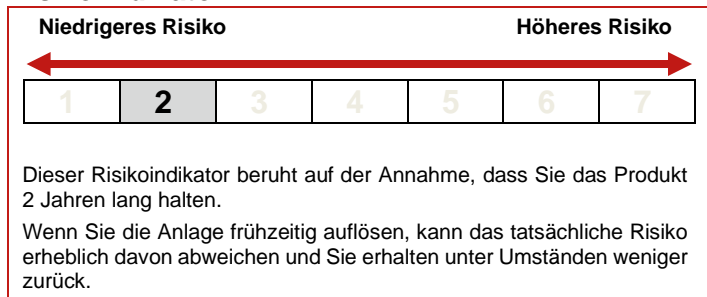 Niedrigeres Risiko Höheres Risiko
1 2 3 4 5 6 7
Dieser Risikoindikator beruht auf der Annahme, dass Sie das Produkt
2 Jahren lang halten.
Wenn Sie die Anlage frühzeitig auflösen, kann das tatsächliche Risiko
erheblich davon abweichen und Sie erhalten unter Umständen weniger
zurück.